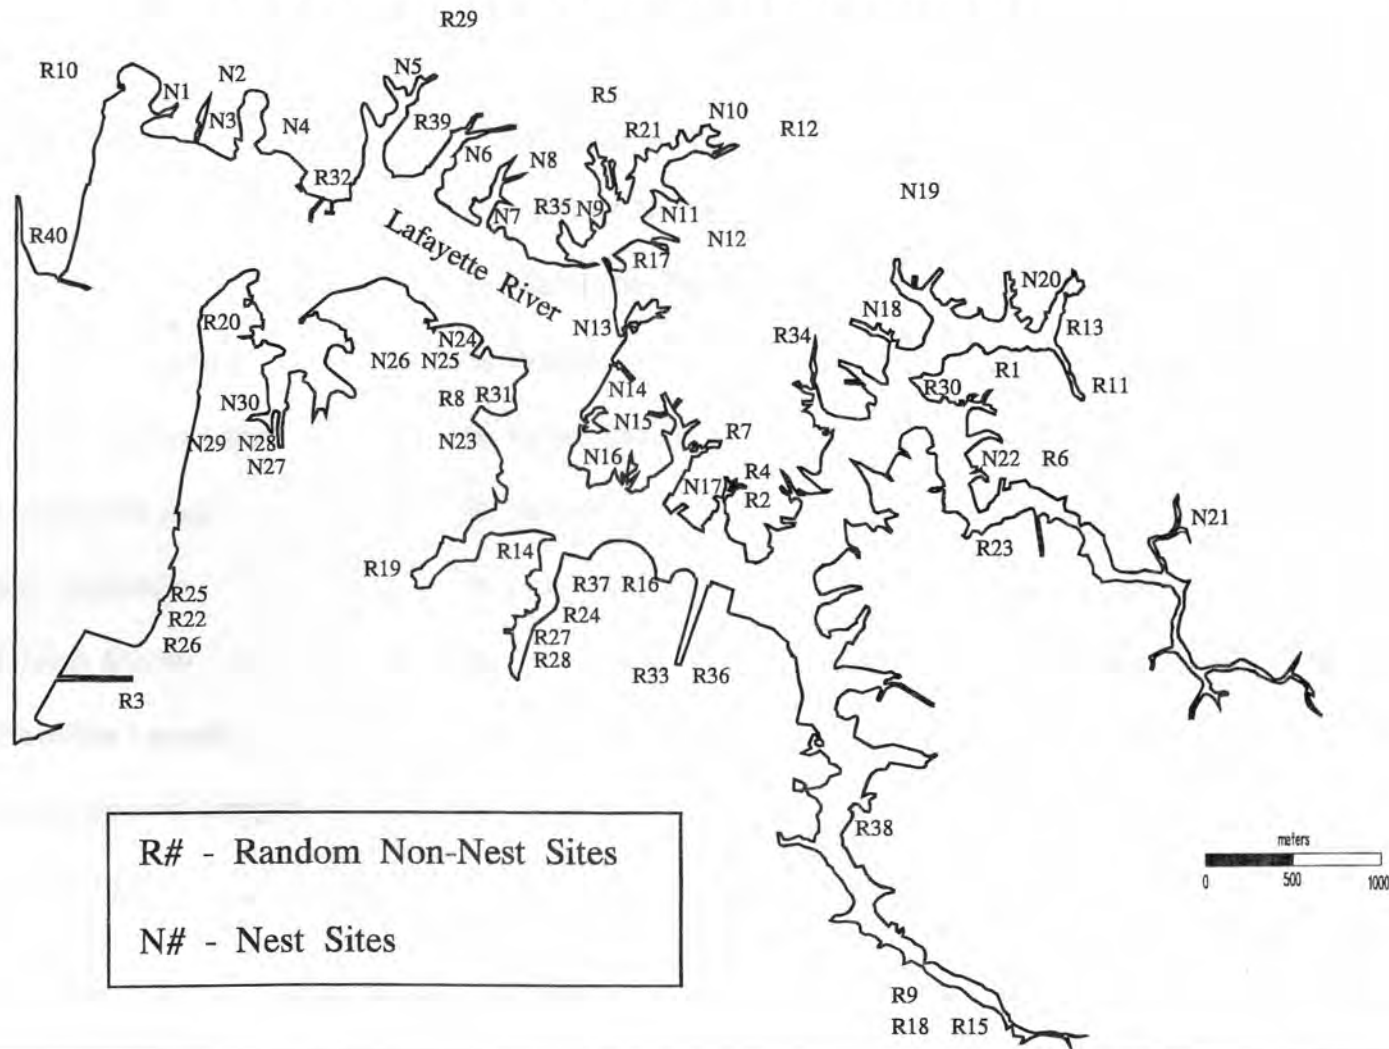 R29
R10
N1
N2
N3
N4
N5
R39
R5
N10
R21
R12
N6
N8
R32
N7
R35
N9
N11
N12
R17
N19
R40
Lafayette River
R20
N13
N24
N26
N25
N14
R8
R31
N30
N23
N29
N28
N27
N15
N16
R7
N17
R4
R2
R34
N18
N20
R13
R1
R30
R11
N22
R6
N21
R23
R19
R14
R37
R16
R24
R27
R28
R25
R22
R26
R3
R33
R36
R38
R# - Random Non-Nest Sites
N# - Nest Sites
meters
0 500 1000
R9
R18 R15